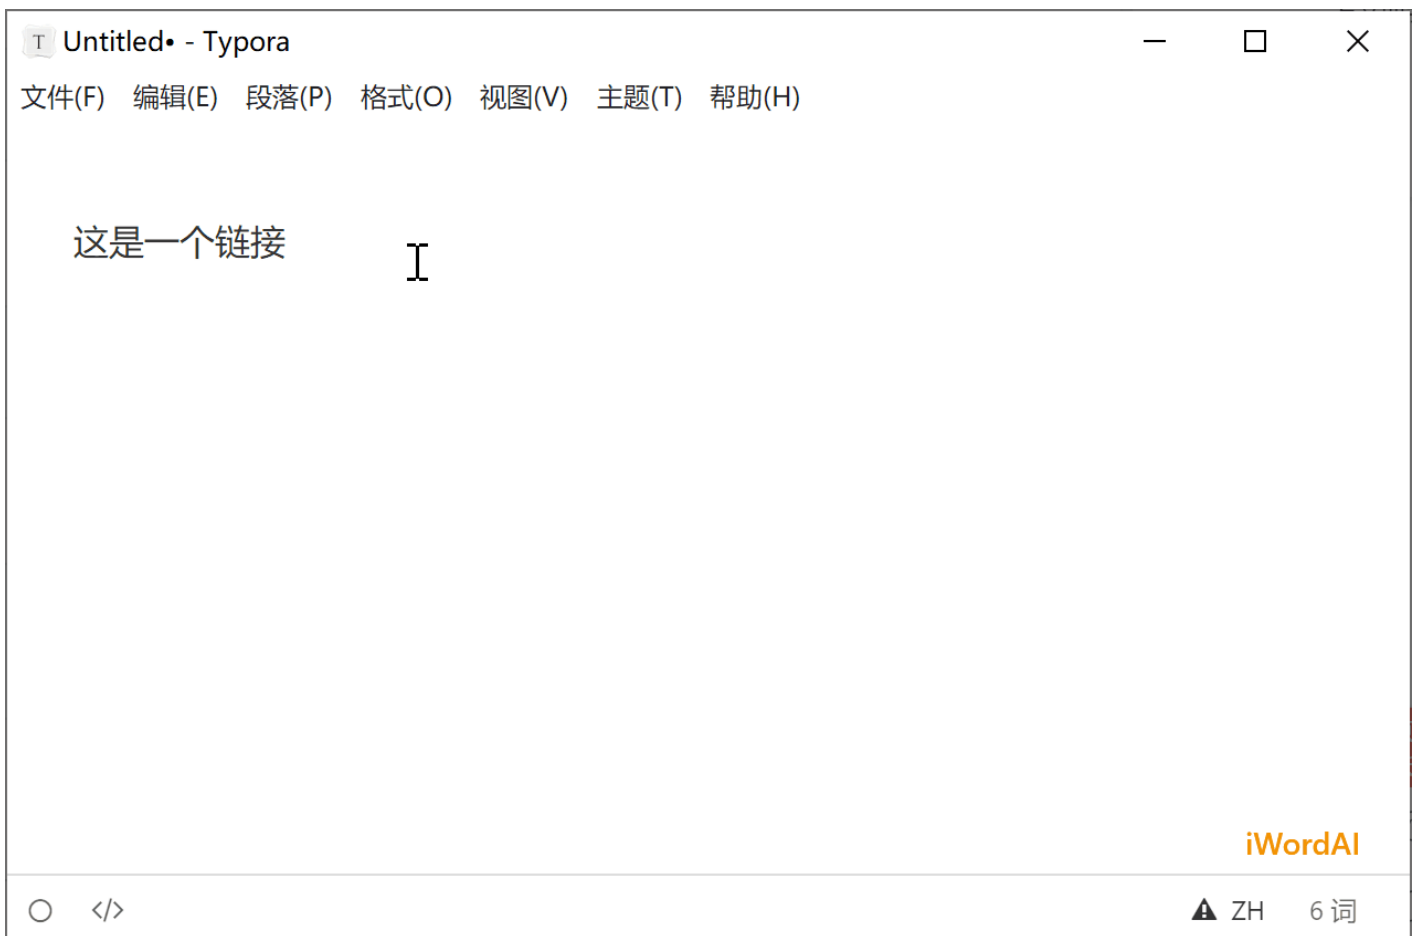 T Untitled• - Typora
文件(F) 编辑(E) 段落(P) 格式(O) 视图(V) 主题(T) 帮助(H)
这是一个链接
iWordAI
</> ZH 6 词